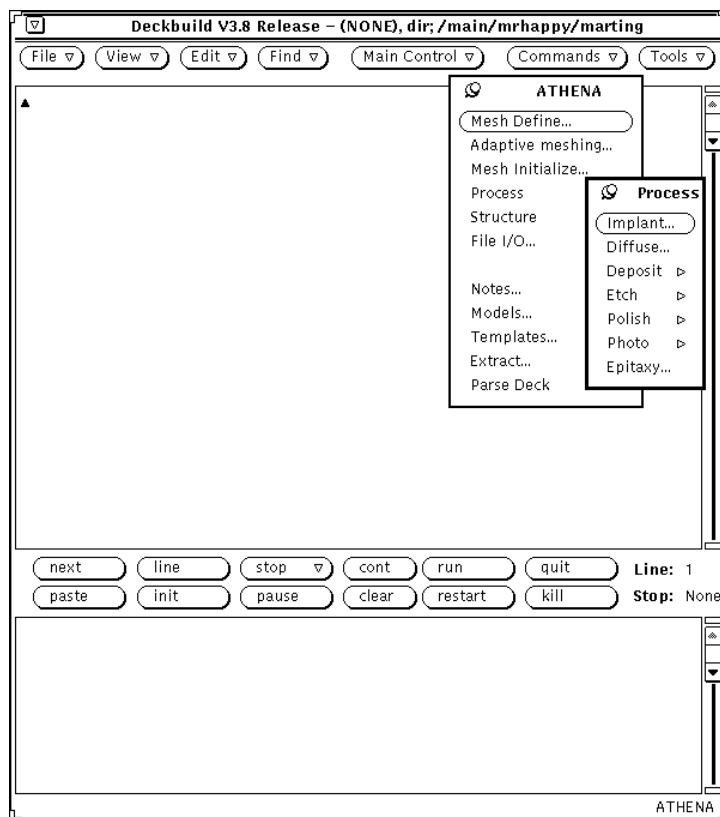 Deckbuild V3.8 Release – (NONE), dir;/main/mrhappy/marting
File View Edit Find Main Control Commands Tools
ATHENA
Mesh Define...
Adaptive meshing...
Mesh Initialize...
Process
Structure
File I/O...
Notes...
Models...
Templates...
Extract...
Parse Deck
Process
Implant...
Diffuse...
Deposit
Etch
Polish
Photo
Epitaxy...
next line stop cont run quit Line: 1
paste init pause clear restart kill Stop: None
ATHENA